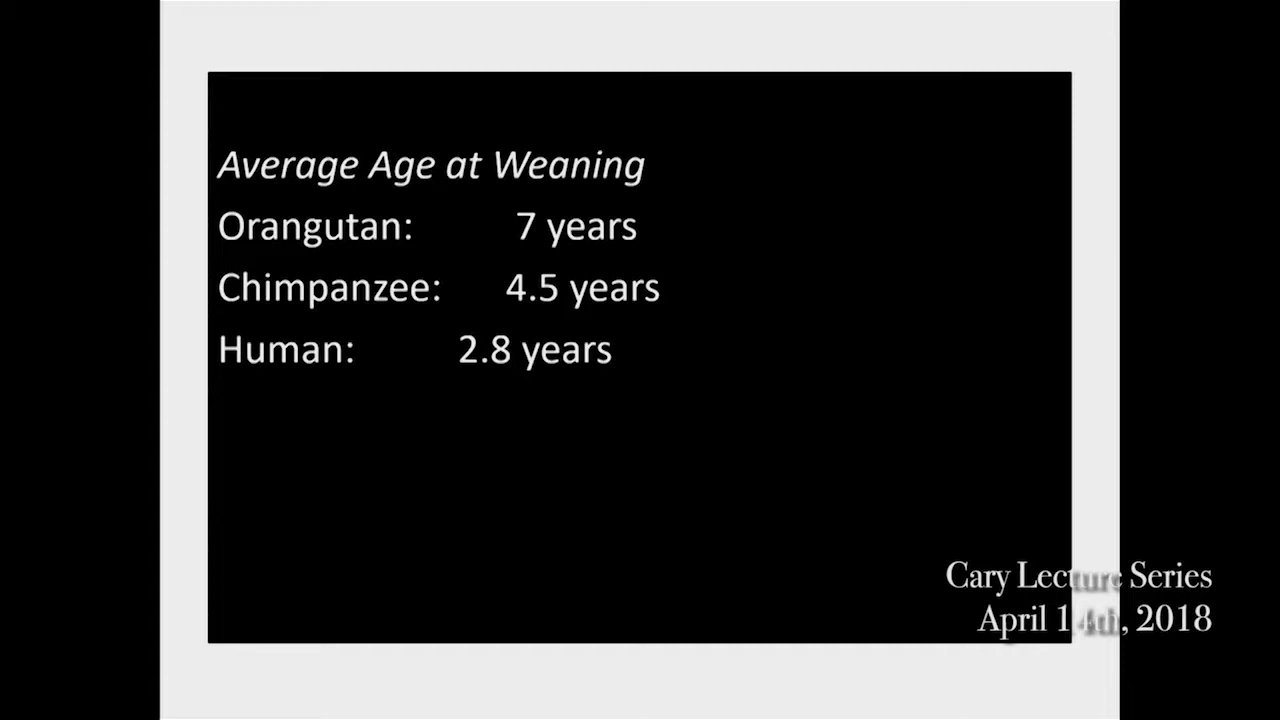 Average Age at Weaning
Orangutan: 7 years
Chimpanzee: 4.5 years
Human: 2.8 years
Cary Lecture Series
April 14th, 2018